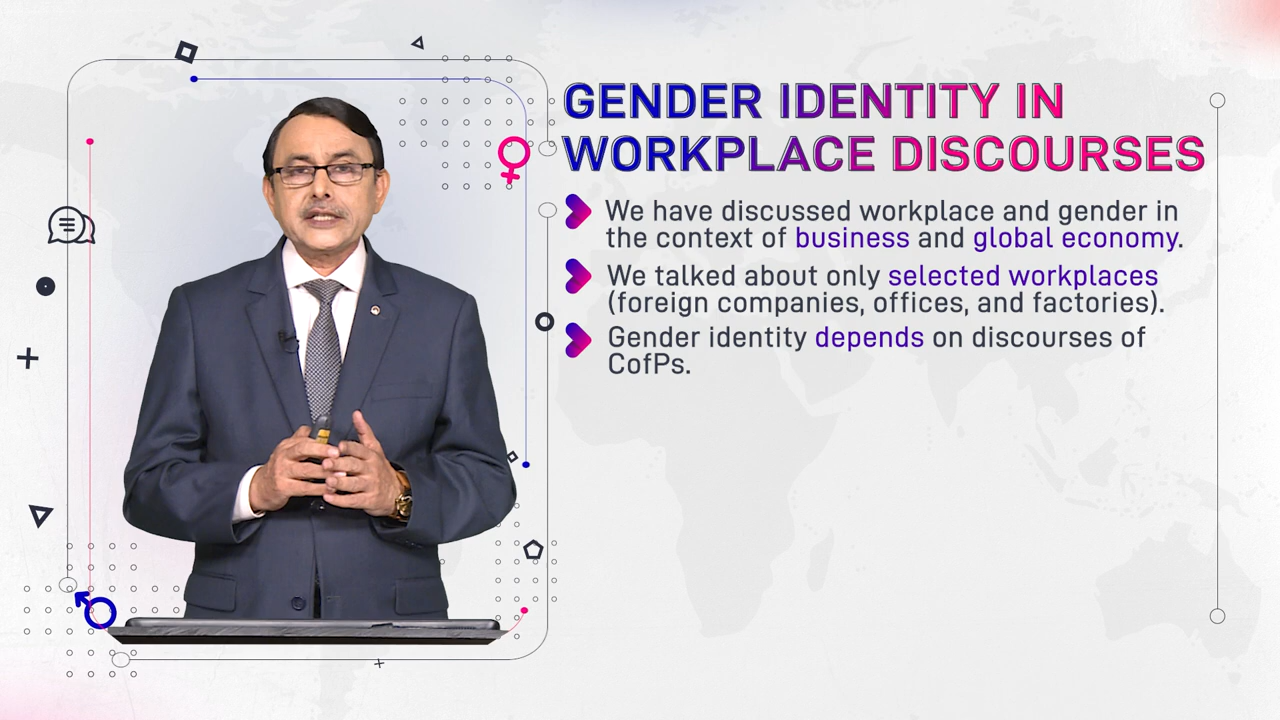 GENDER IDENTITY IN
WORKPLACE DISCOURSES
We have discussed workplace and gender in
the context of business and global economy.
We talked about only selected workplaces
(foreign companies, offices, and factories).
Gender identity depends on discourses of
CofPs.